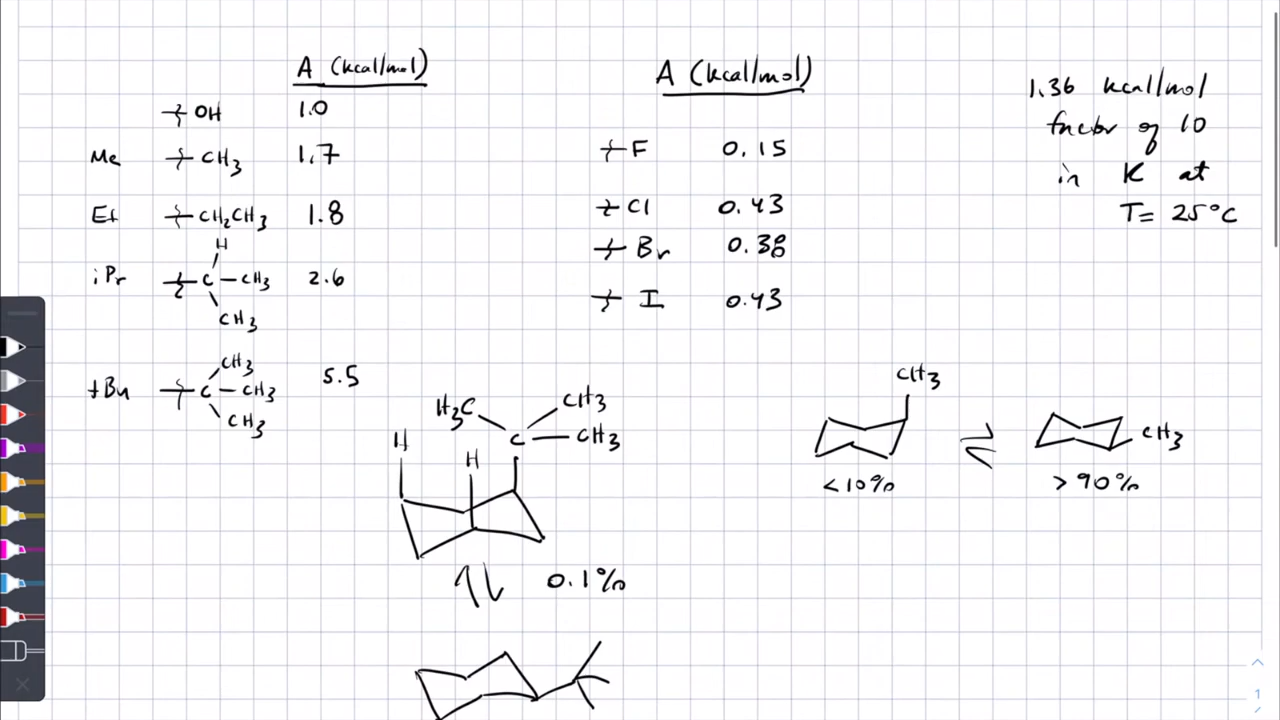 A (kcal/mol)
OH 1.0
Me CH3 1.7
Et CH2CH3 1.8
H
iPr C CH3 2.6
CH3
CH3
tBu C CH3 5.5
CH3
A (kcal/mol)
F 0.15
Cl 0.43
Br 0.38
I 0.43
1.36 kcal/mol
factor of 10
in K at
T= 25°C
H3C CH3
H C CH3
H
0.1%
CH3
CH3
<10% >90%
1